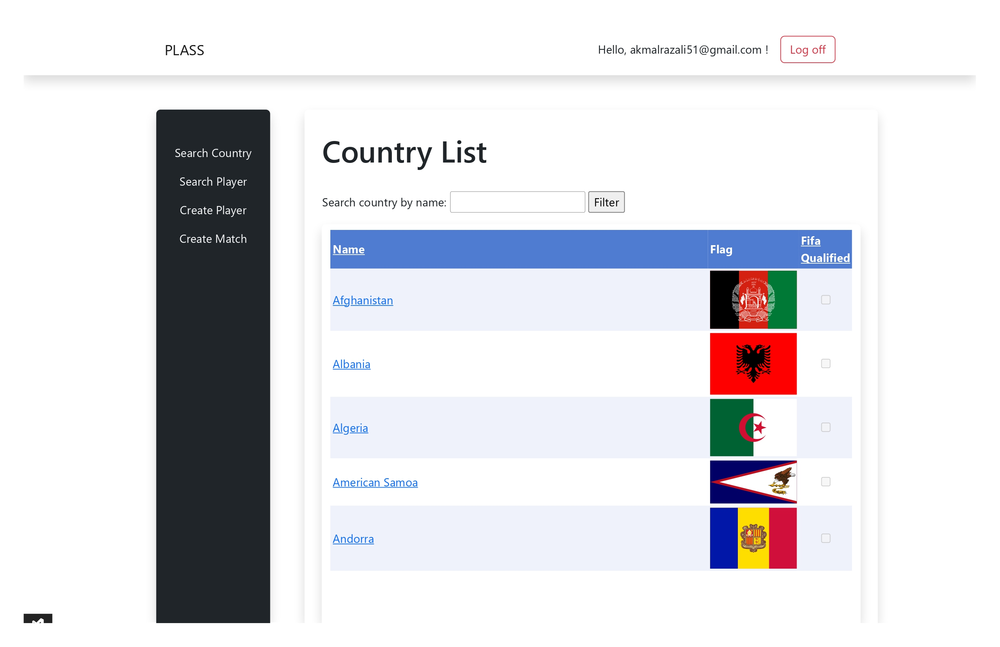 PLASS
Hello, akmalrazali51@gmail.com !
Log off
Search Country
Search Player
Create Player
Create Match
Country List
Search country by name:
Filter
Name
Flag
Fifa
Qualified
Afghanistan
Albania
Algeria
American Samoa
Andorra